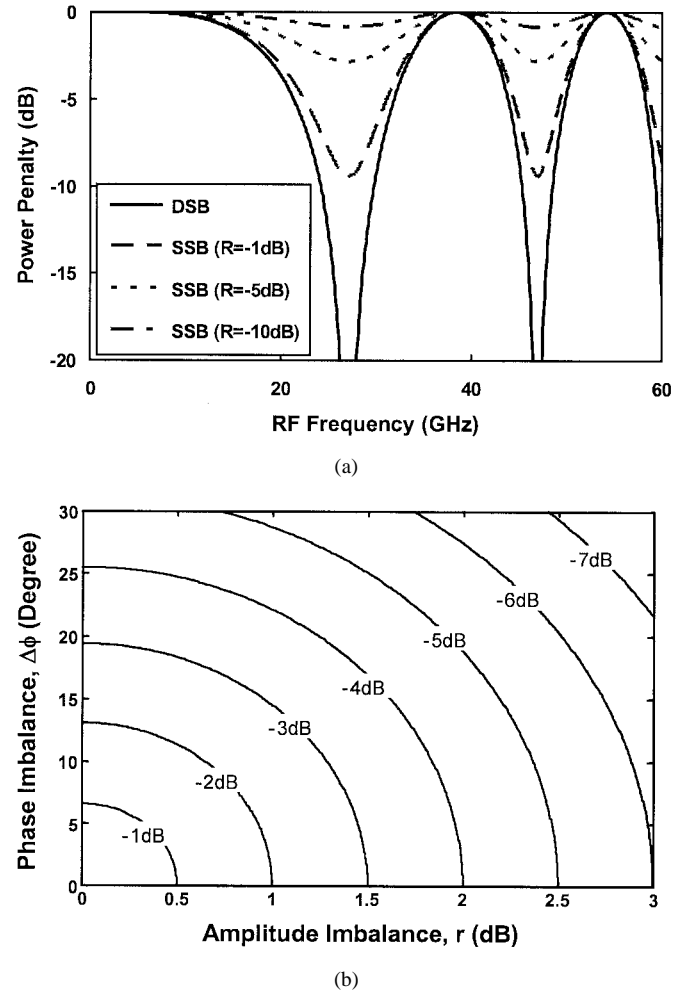 0
-5
-10
-15
-20
Power Penalty (dB)
DSB
SSB (R=-1dB)
SSB (R=-5dB)
SSB (R=-10dB)
0 20 40 60
RF Frequency (GHz)
(a)
30
25
20
15
10
5
0
Phase Imbalance, Δϕ (Degree)
-7dB
-6dB
-5dB
-4dB
-3dB
-2dB
-1dB
0 0.5 1 1.5 2 2.5 3
Amplitude Imbalance, r (dB)
(b)